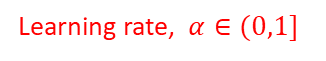 Learning rate, α ∈ (0,1]